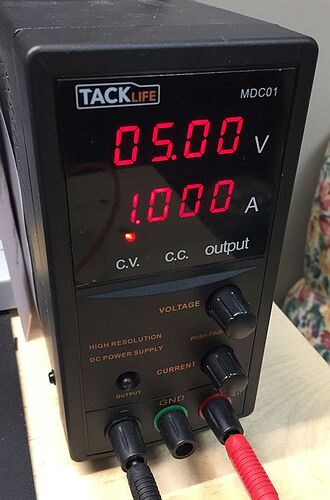 TACKLIFE
MDC01
05.00 V
1.000 A
C.V. C.C. output
VOLTAGE
HIGH RESOLUTION
DC POWER SUPPLY
PUSH FINE
CURRENT
OUTPUT
- GND +